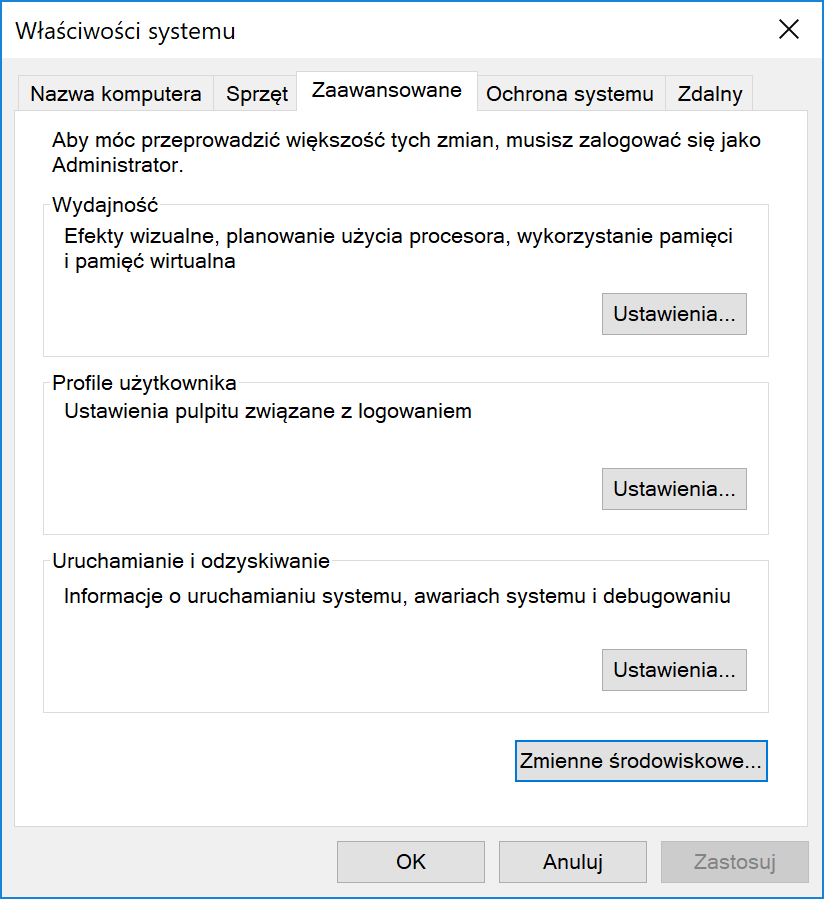 Właściwości systemu
Nazwa komputera
Sprzęt
Zaawansowane
Ochrona systemu
Zdalny
Aby móc przeprowadzić większość tych zmian, musisz zalogować się jako
Administrator.
Wydajność
Efekty wizualne, planowanie użycia procesora, wykorzystanie pamięci
i pamięć wirtualna
Ustawienia...
Profile użytkownika
Ustawienia pulpitu związane z logowaniem
Ustawienia...
Uruchamianie i odzyskiwanie
Informacje o uruchamianiu systemu, awariach systemu i debugowaniu
Ustawienia...
Zmienne środowiskowe...
OK
Anuluj
Zastosuj